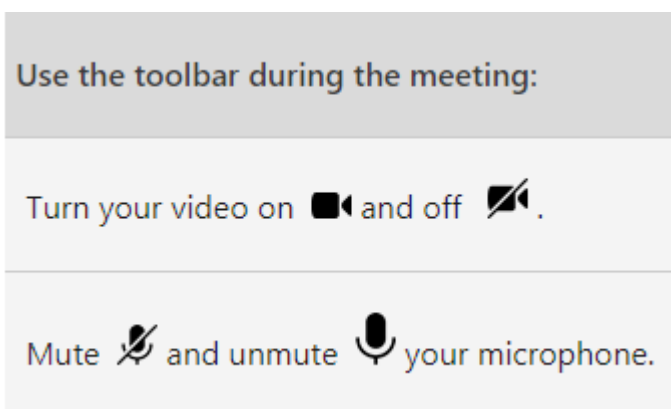 Use the toolbar during the meeting:
Turn your video on and off .
Mute and unmute your microphone.